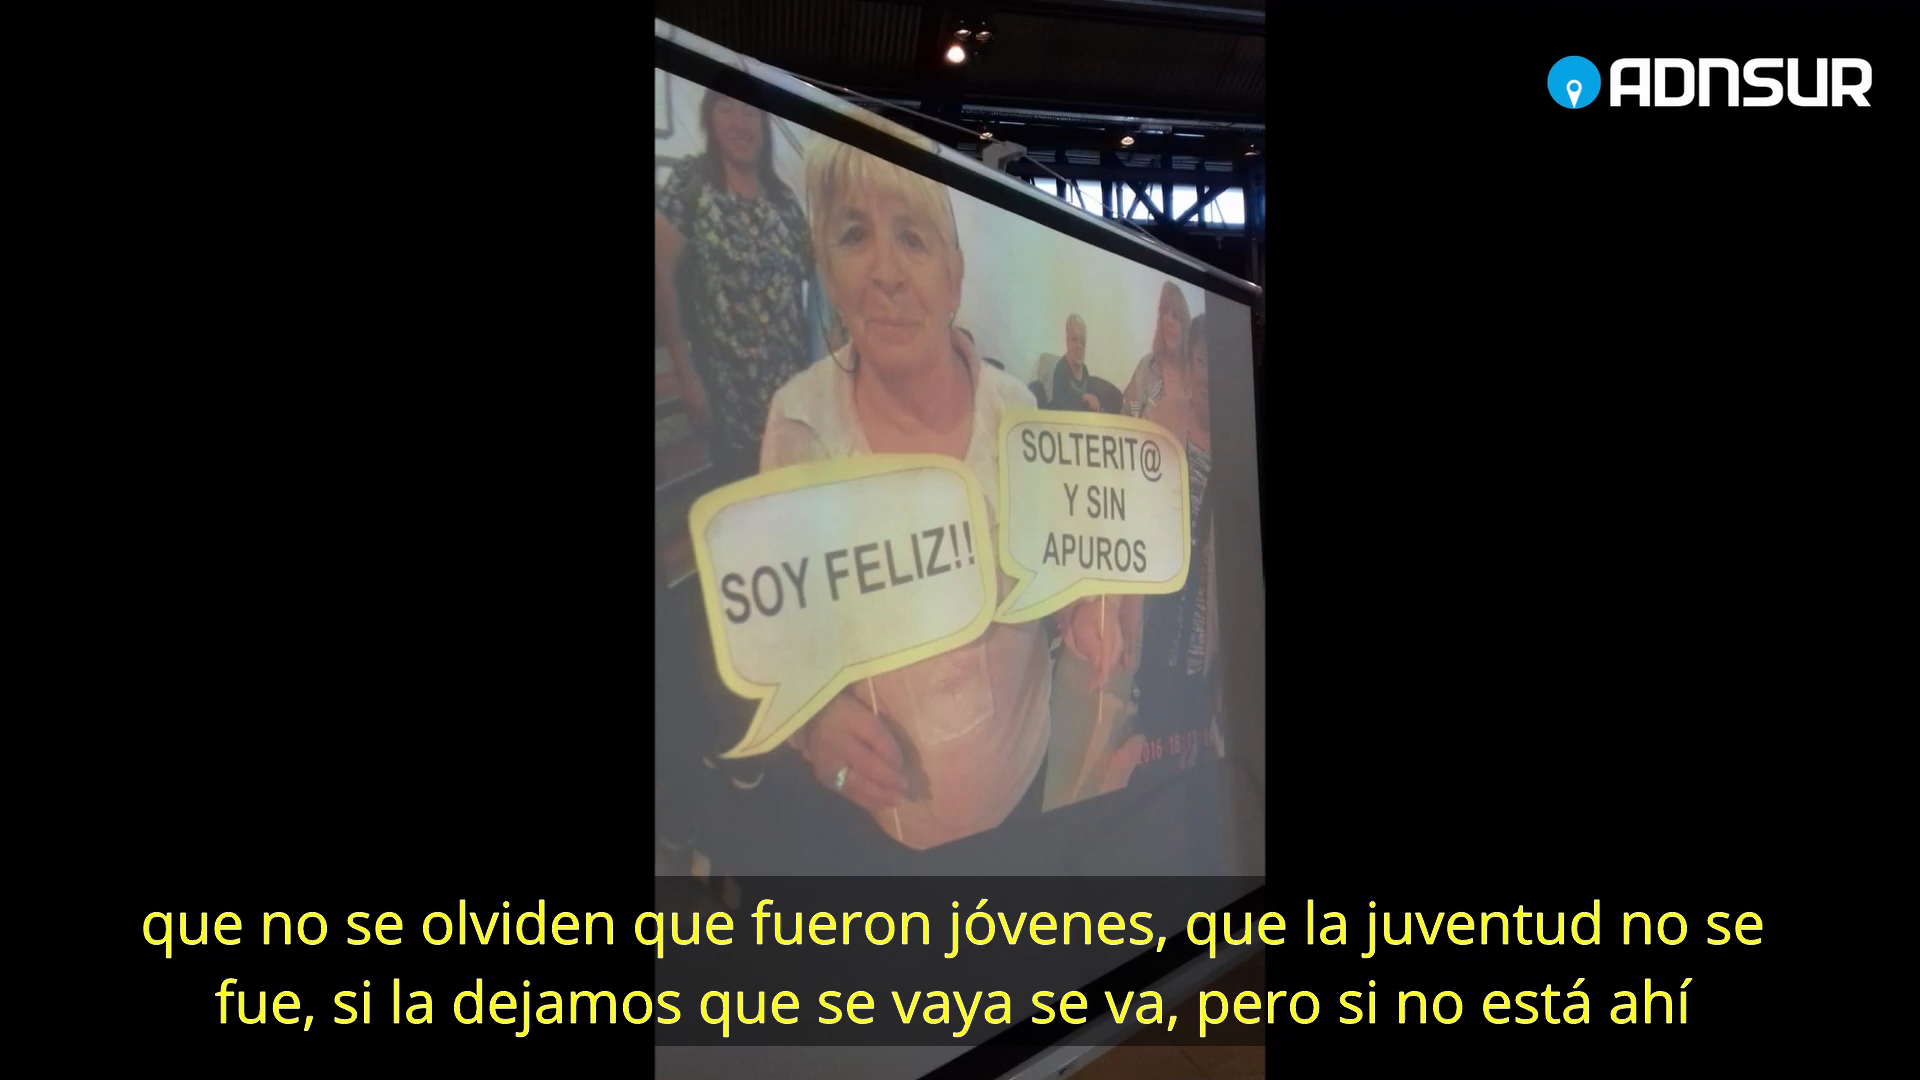 ADNSUR
SOLTERIT@
Y SIN
APUROS
SOY FELIZ!!
que no se olviden que fueron jóvenes, que la juventud no se
fue, si la dejamos que se vaya se va, pero si no está ahí